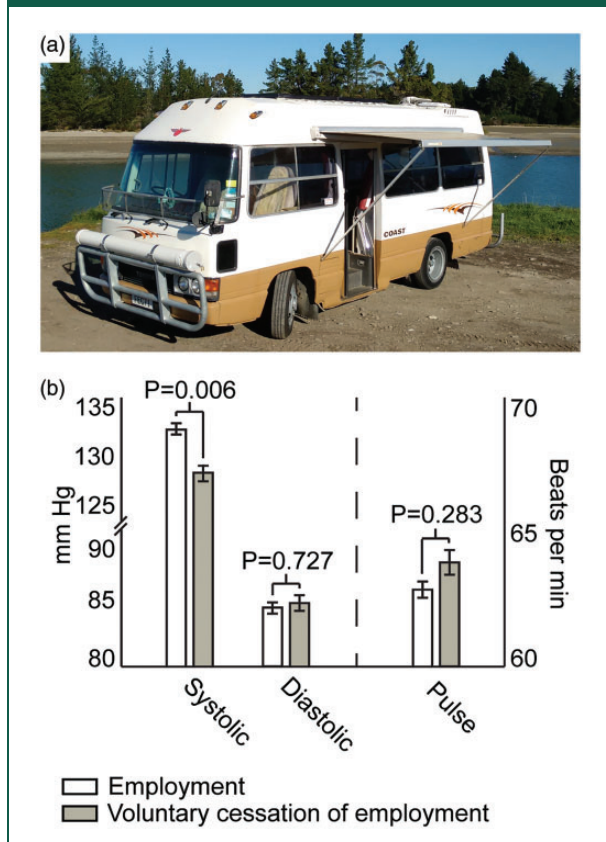 (a)
COAST
(b)
P=0.006
P=0.283
P=0.727
135
130
125
90
85
80
mm Hg
70
65
60
Beats per min
Systolic
Diastolic
Pulse
Employment
Voluntary cessation of employment